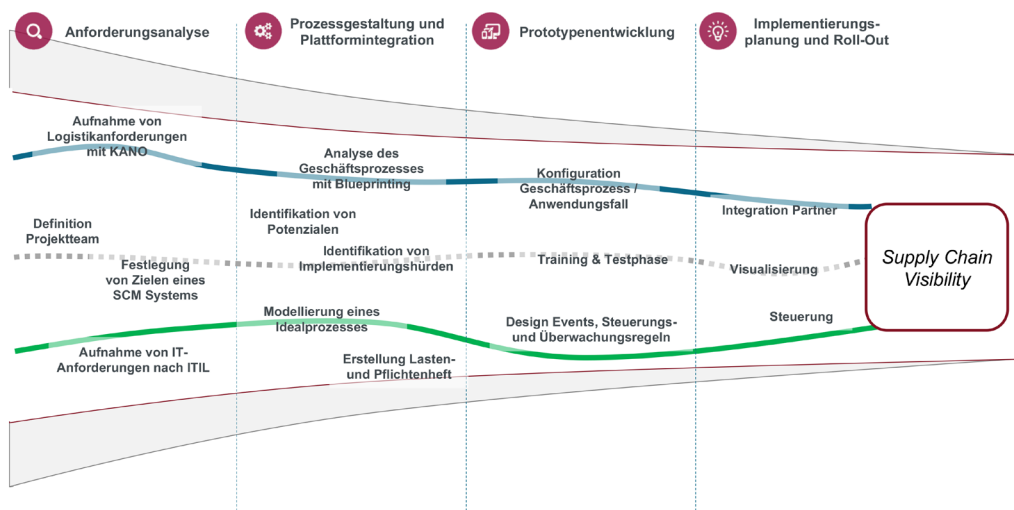 Anforderungsanalyse
Prozessgestaltung und
Plattformintegration
Prototypenentwicklung
Implementierungs-
planung und Roll-Out
Aufnahme von
Logistikanforderungen
mit KANO
Definition
Projektteam
Festlegung
von Zielen eines
SCM Systems
Aufnahme von IT-
Anforderungen nach ITIL
Analyse des
Geschäftsprozesses
mit Blueprinting
Identifikation von
Potenzialen
Identifikation von
Implementierungshürden
Modellierung eines
Idealprozesses
Erstellung Lasten-
und Pflichtenheft
Konfiguration
Geschäftsprozess /
Anwendungsfall
Training & Testphase
Design Events, Steuerungs-
und Überwachungsregeln
Integration Partner
Visualisierung
Steuerung
Supply Chain
Visibility